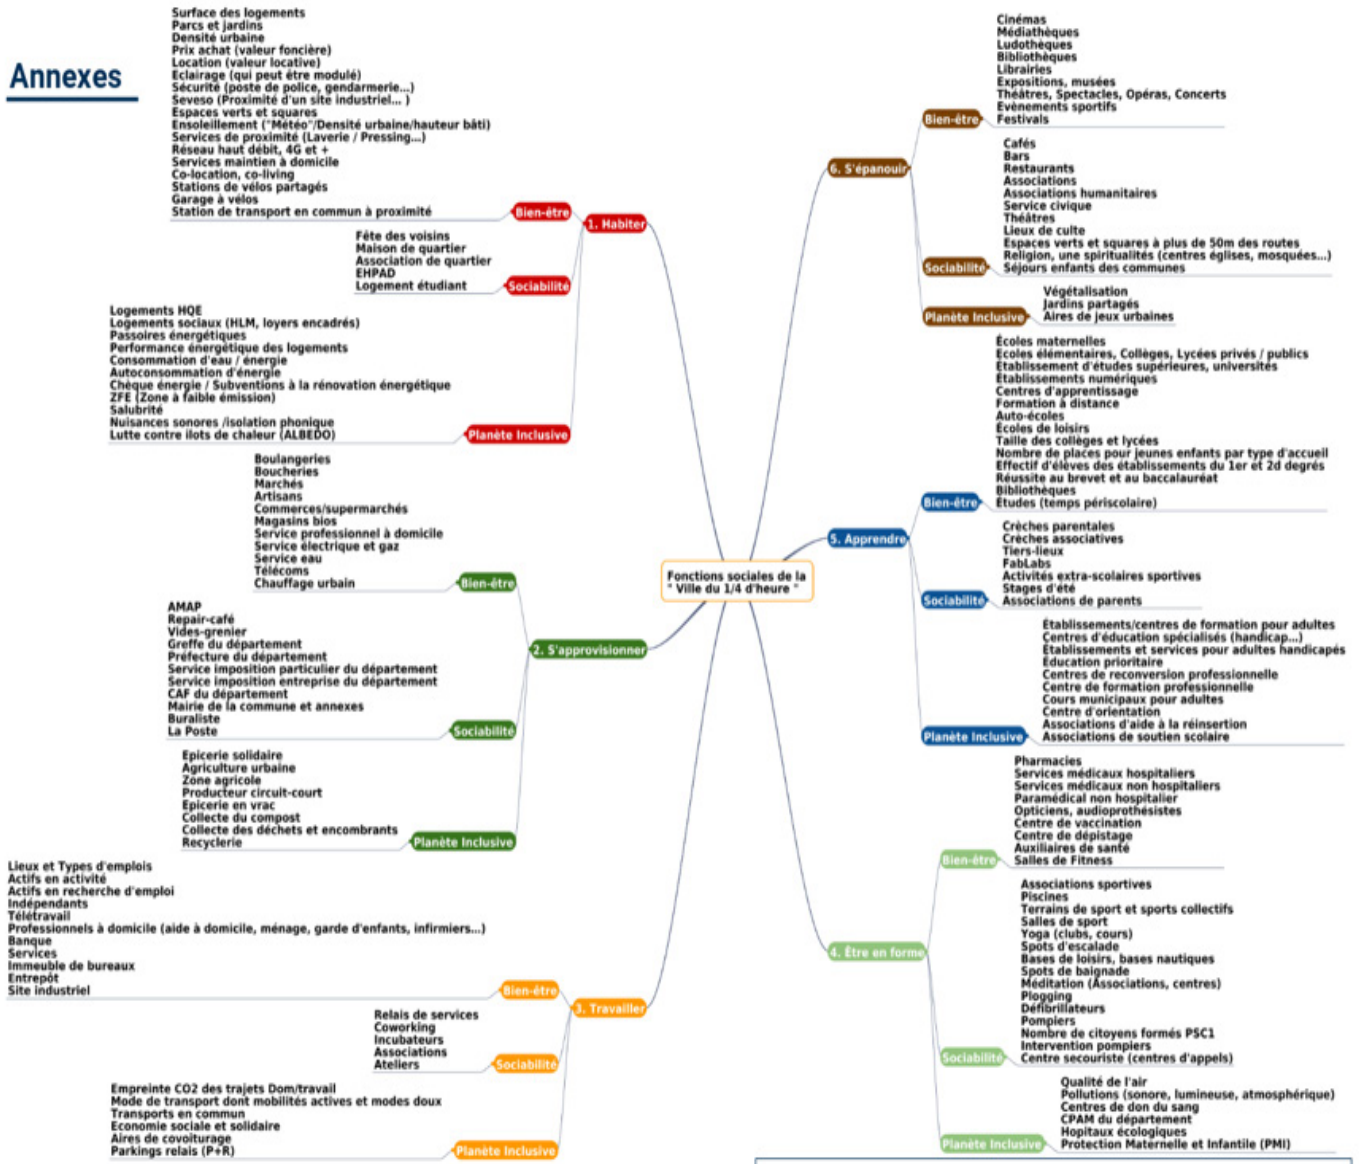 Annexes
Surface des logements
Parcs et jardins
Densité urbaine
Prix achat (valeur foncière)
Location (valeur locative)
Eclairage (qui peut être modulé)
Sécurité (poste de police, gendarmerie...)
Seveso (Proximité d'un site industriel... )
Espaces verts et squares
Ensoleillement ("Météo"/Densité urbaine/hauteur bâti)
Services de proximité (Laverie / Pressing...)
Réseau haut débit, 4G et +
Services maintien à domicile
Co-location, co-living
Stations de vélos partagés
Garage à vélos
Station de transport en commun à proximité
Bien-être
1. Habiter
Fête des voisins
Maison de quartier
Association de quartier
EHPAD
Logement étudiant
Sociabilité
Logements HQE
Logements sociaux (HLM, loyers encadrés)
Passoires énergétiques
Performance énergétique des logements
Consommation d'eau / énergie
Autoconsommation d'énergie
Chèque énergie / Subventions à la rénovation énergétique
ZFE (Zone à faible émission)
Salubrité
Nuisances sonores /isolation phonique
Lutte contre ilots de chaleur (ALBEDO)
Planète Inclusive
Boulangeries
Boucheries
Marchés
Artisans
Commerces/supermarchés
Magasins bios
Service professionnel à domicile
Service électrique et gaz
Service eau
Télécoms
Chauffage urbain
Bien-être
2. S'approvisionner
AMAP
Repair-café
Vides-grenier
Greffe du département
Préfecture du département
Service imposition particulier du département
Service imposition entreprise du département
CAF du département
Mairie de la commune et annexes
Buraliste
La Poste
Sociabilité
Epicerie solidaire
Agriculture urbaine
Zone agricole
Producteur circuit-court
Epicerie en vrac
Collecte du compost
Collecte des déchets et encombrants
Recyclerie
Planète Inclusive
Lieux et Types d'emplois
Actifs en activité
Actifs en recherche d'emploi
Indépendants
Télétravail
Professionnels à domicile (aide à domicile, ménage, garde d'enfants, infirmiers...)
Banque
Services
Immeuble de bureaux
Entrepôt
Site industriel
Bien-être
3. Travailler
Relais de services
Coworking
Incubateurs
Associations
Ateliers
Sociabilité
Empreinte CO2 des trajets Dom/travail
Mode de transport dont mobilités actives et modes doux
Transports en commun
Economie sociale et solidaire
Aires de covoiturage
Parkings relais (P+R)
Planète Inclusive
Fonctions sociales de la
" Ville du 1/4 d'heure "
Cinémas
Médiathèques
Ludothèques
Bibliothèques
Librairies
Expositions, musées
Théâtres, Spectacles, Opéras, Concerts
Evènements sportifs
Festivals
Bien-être
6. S'épanouir
Cafés
Bars
Restaurants
Associations
Associations humanitaires
Service civique
Théâtres
Lieux de culte
Espaces verts et squares à plus de 50m des routes
Religion, une spiritualités (centres églises, mosquées...)
Séjours enfants des communes
Sociabilité
Végétalisation
Jardins partagés
Aires de jeux urbaines
Planète Inclusive
Écoles maternelles
Ecoles élémentaires, Collèges, Lycées privés / publics
Établissement d'études supérieures, universités
Établissements numériques
Centres d'apprentissage
Formation à distance
Auto-écoles
Écoles de loisirs
Taille des collèges et lycées
Nombre de places pour jeunes enfants par type d'accueil
Effectif d'élèves des établissements du 1er et 2d degrés
Réussite au brevet et au baccalauréat
Bibliothèques
Études (temps périscolaire)
Bien-être
5. Apprendre
Crèches parentales
Crèches associatives
Tiers-lieux
FabLabs
Activités extra-scolaires sportives
Stages d'été
Associations de parents
Sociabilité
Établissements/centres de formation pour adultes
Centres d'éducation spécialisés (handicap...)
Établissements et services pour adultes handicapés
Éducation prioritaire
Centres de reconversion professionnelle
Centre de formation professionnelle
Cours municipaux pour adultes
Centre d'orientation
Associations d'aide à la réinsertion
Associations de soutien scolaire
Planète Inclusive
Pharmacies
Services médicaux hospitaliers
Services médicaux non hospitaliers
Paramédical non hospitalier
Opticiens, audioprothésistes
Centre de vaccination
Centre de dépistage
Auxiliaires de santé
Salles de Fitness
Bien-être
4. Être en forme
Associations sportives
Piscines
Terrains de sport et sports collectifs
Salles de sport
Yoga (clubs, cours)
Spots d'escalade
Bases de loisirs, bases nautiques
Spots de baignade
Méditation (Associations, centres)
Plogging
Défibrillateurs
Pompiers
Nombre de citoyens formés PSC1
Intervention pompiers
Centre secouriste (centres d'appels)
Sociabilité
Qualité de l'air
Pollutions (sonore, lumineuse, atmosphérique)
Centres de don du sang
CPAM du département
Hopitaux écologiques
Protection Maternelle et Infantile (PMI)
Planète Inclusive